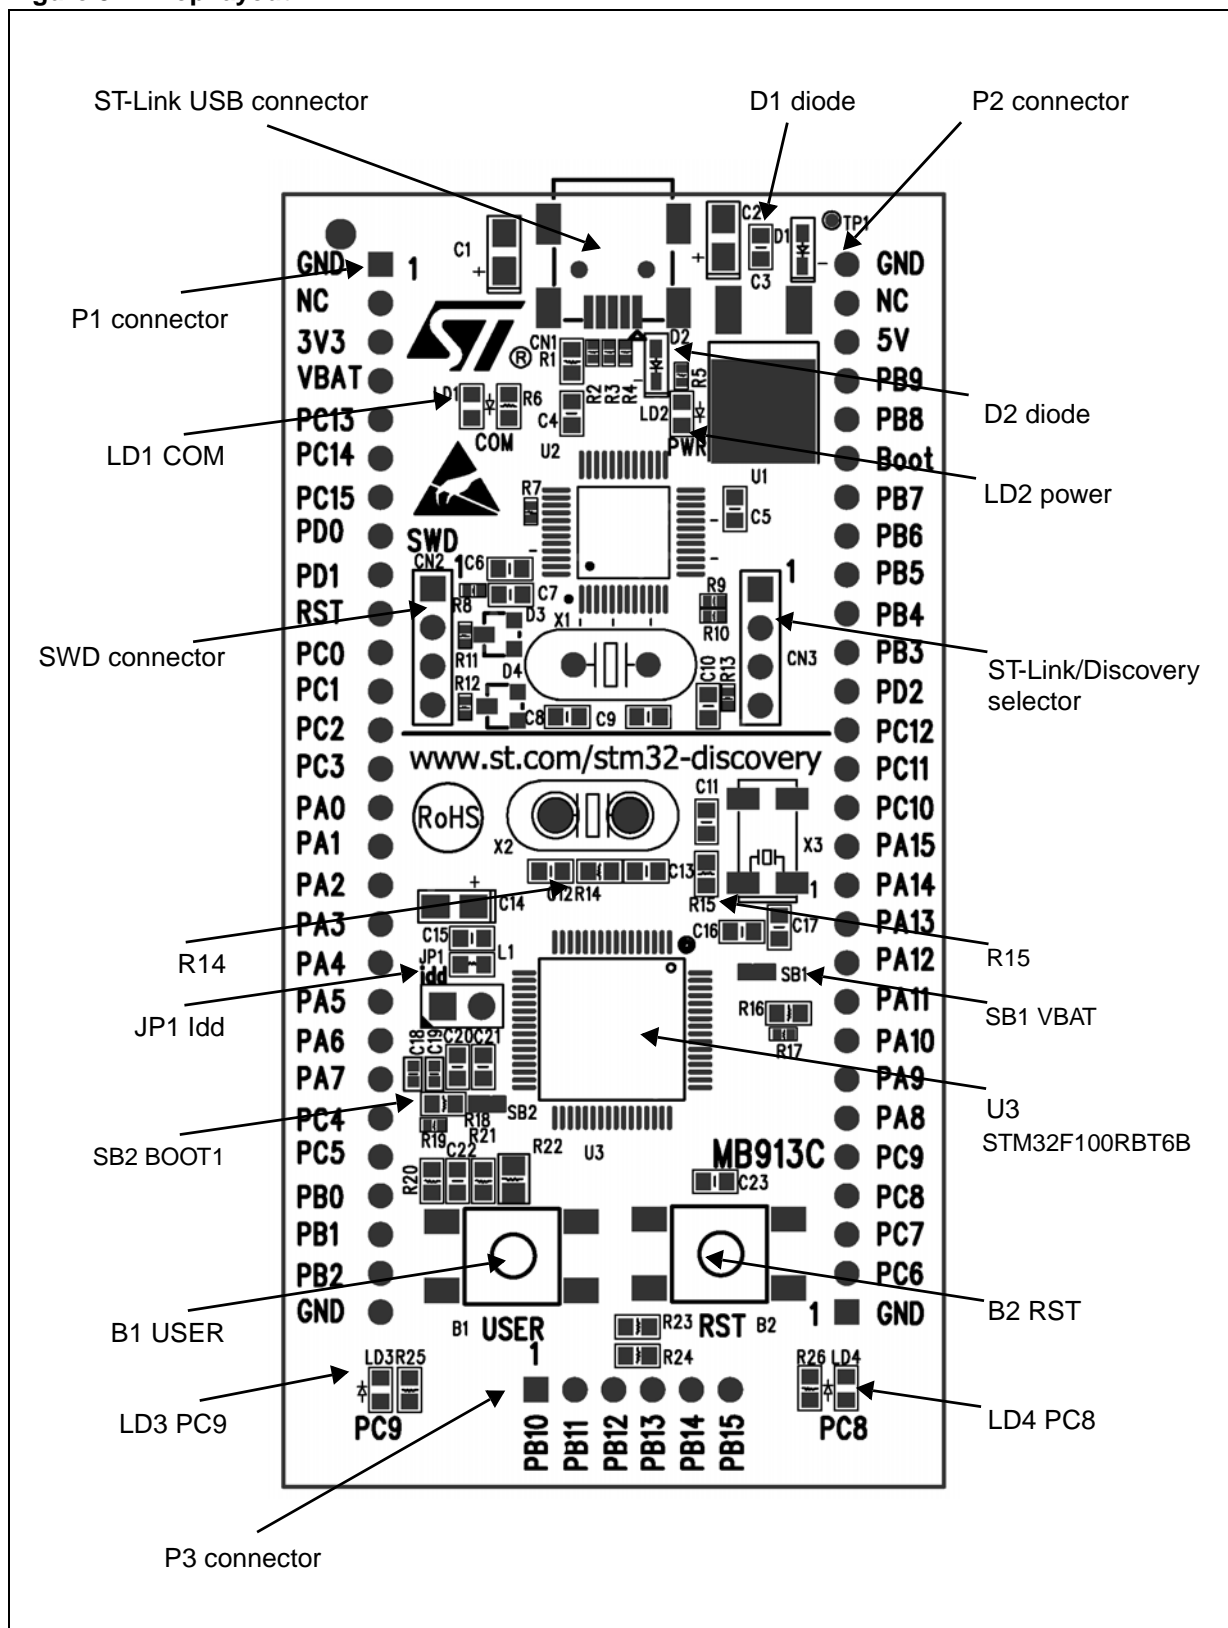 ST-Link USB connector
D1 diode
P2 connector
P1 connector
LD1 COM
SWD connector
R14
JP1 Idd
SB2 BOOT1
B1 USER
LD3 PC9
P3 connector
D2 diode
LD2 power
ST-Link/Discovery
selector
R15
SB1 VBAT
U3
STM32F100RBT6B
B2 RST
LD4 PC8
GND
NC
3V3
VBAT
PC13
PC14
PC15
PD0
PD1
RST
PC0
PC1
PC2
PC3
PA0
PA1
PA2
PA3
PA4
PA5
PA6
PA7
PC4
PC5
PB0
PB1
PB2
GND
1
C1
+
C2
+
C3
D1
-
TP1
ST ®
CN1
R1
R2
R3
R4
D2
-
R5
LD1
R6
COM
C4
U2
LD2
PWR
U1
R7
C5
SWD
CN2
1
C6
C7
R8
D3
R11
D4
R12
X1
C8
C9
R9
R10
C10
R13
1
CN3
www.st.com/stm32-discovery
RoHS
X2
C11
X3
1
C12
R14
C13
R15
+
C14
C15
L1
JP1
idd
C16
C17
SB1
R16
R17
C18
C19
C20
C21
R18
SB2
R19
R21
R20
C22
R22
U3
MB913C
C23
B1
USER
RST
B2
R23
R24
1
LD3
R25
PC9
R26
LD4
PC8
PB10
PB11
PB12
PB13
PB14
PB15
GND
NC
5V
PB9
PB8
Boot
PB7
PB6
PB5
PB4
PB3
PD2
PC12
PC11
PC10
PA15
PA14
PA13
PA12
PA11
PA10
PA9
PA8
PC9
PC8
PC7
PC6
1 GND